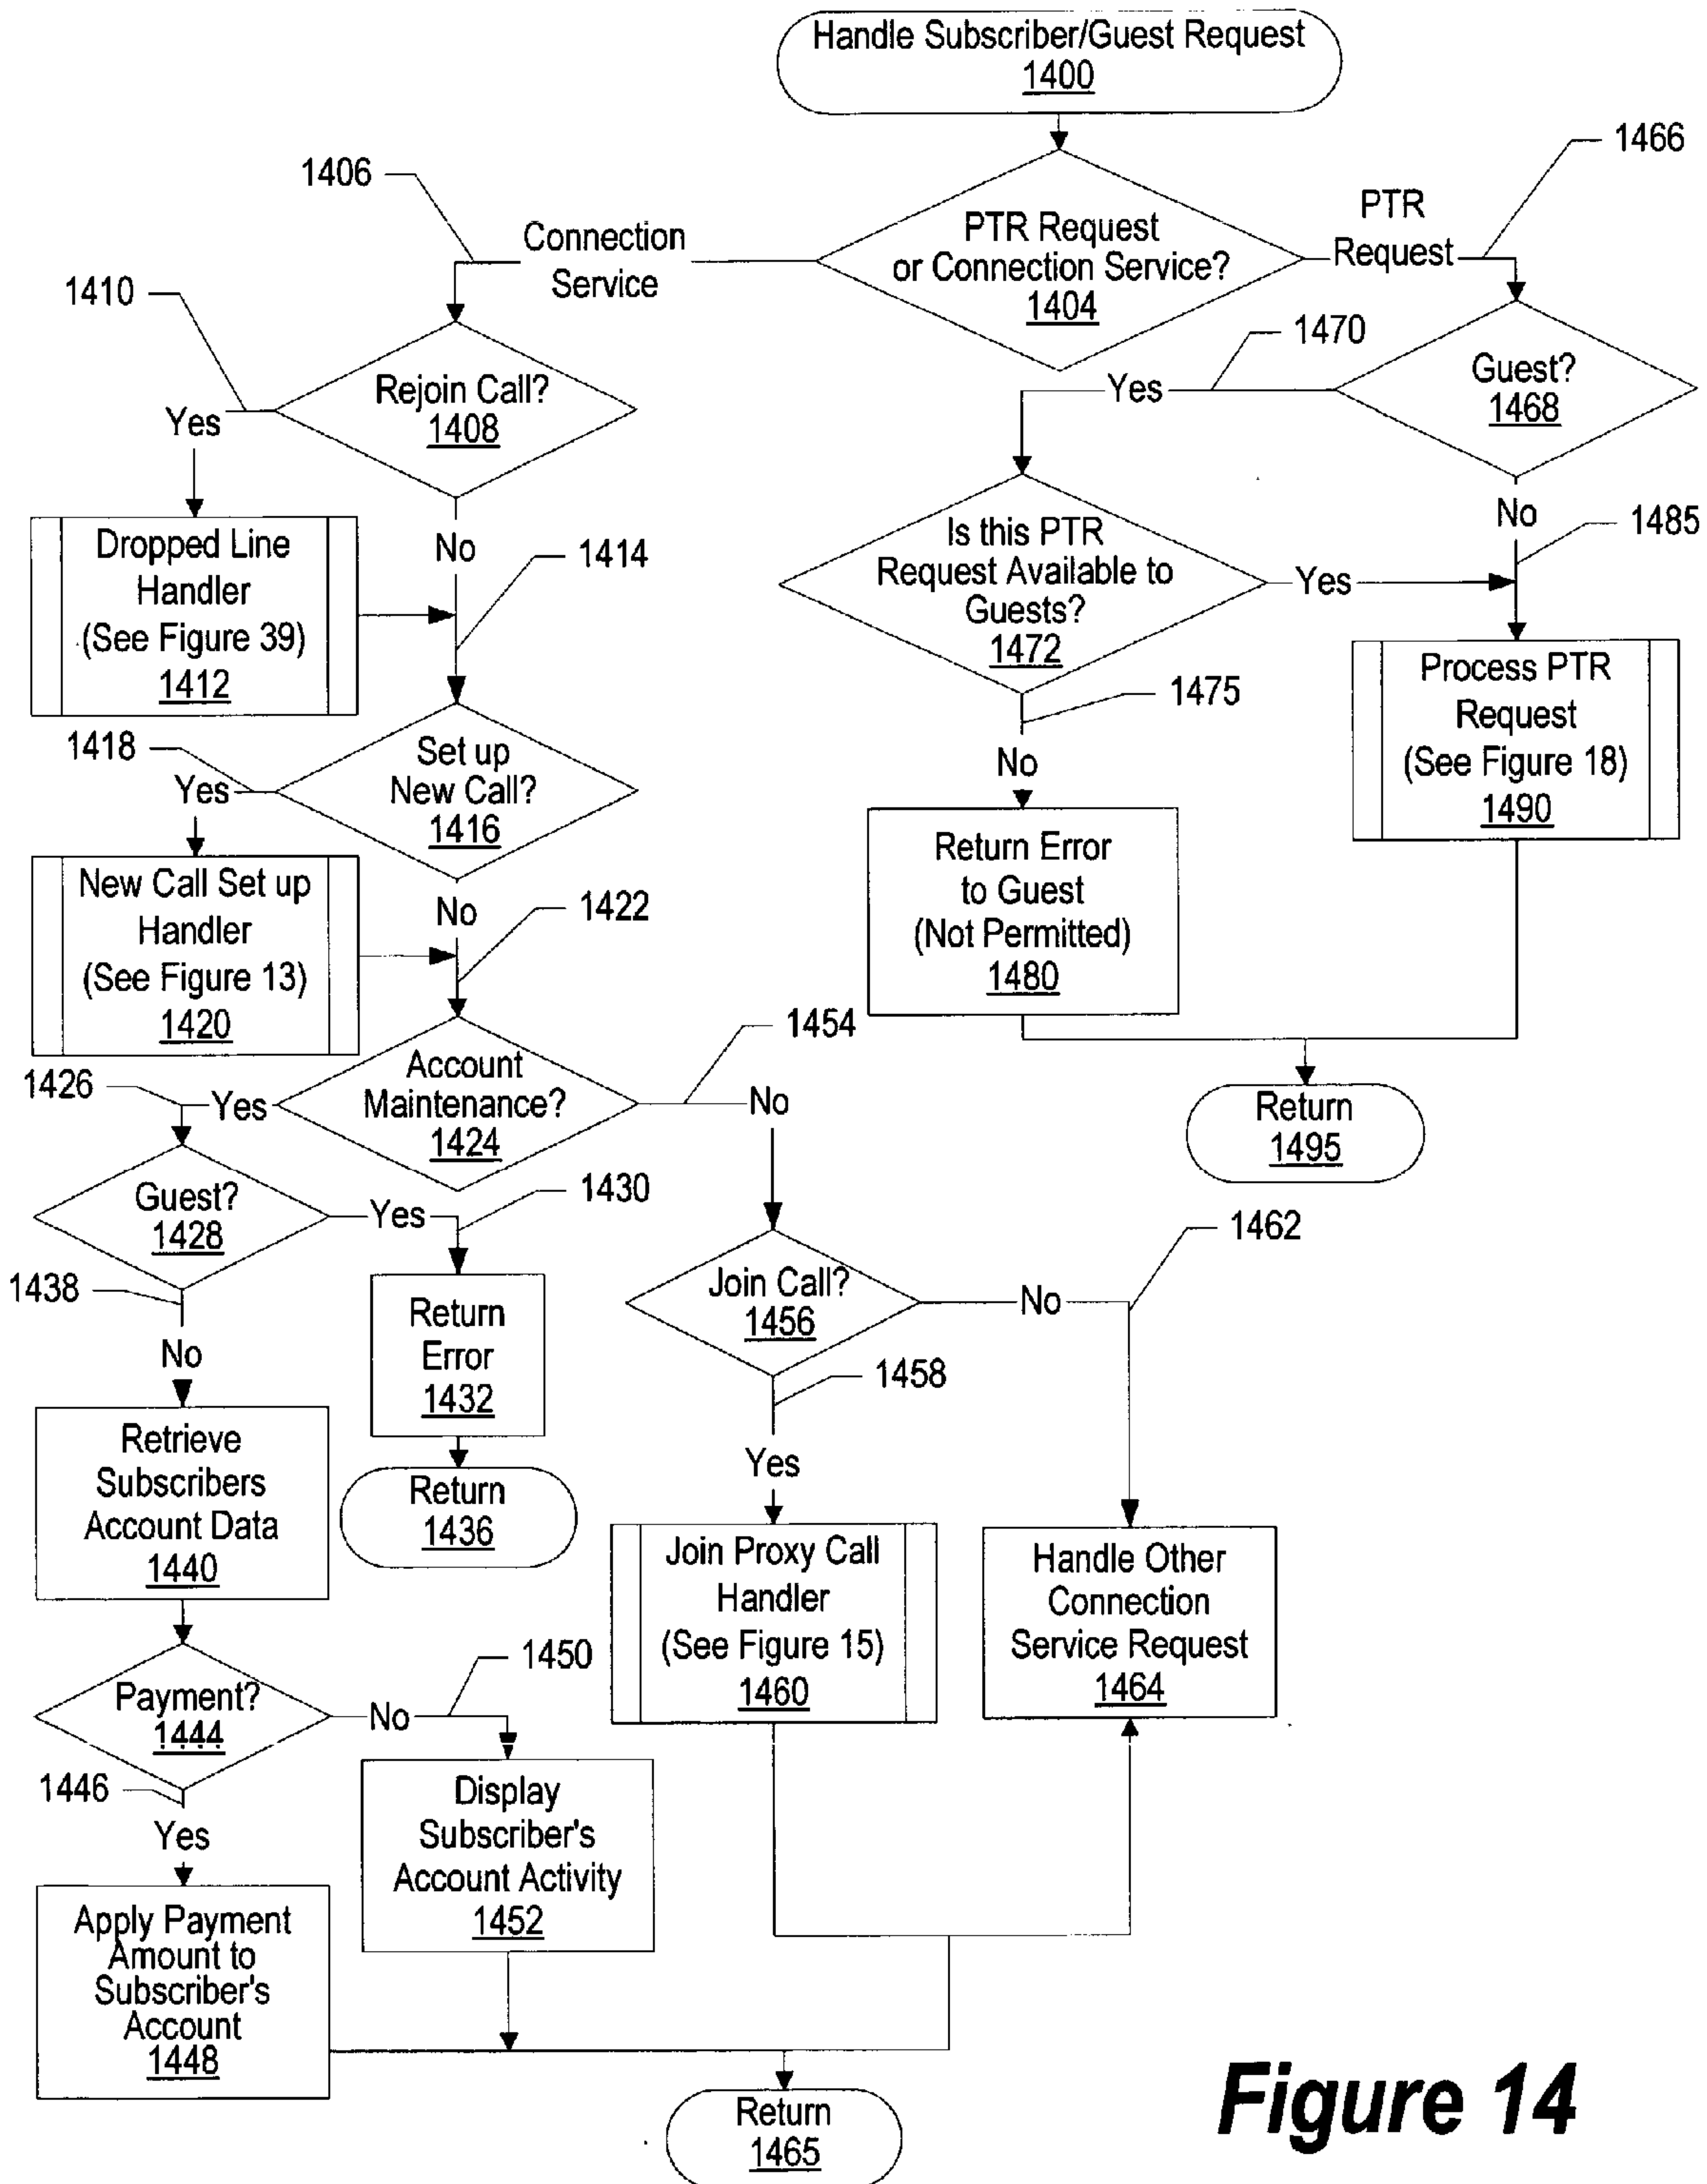 Handle Subscriber/Guest Request
1400
1466
1406
PTR
Request
Connection
Service
PTR Request
or Connection Service?
1404
1410
1470
Rejoin Call?
1408
Yes
Guest?
1468
Yes
No
1485
Dropped Line
Handler
(See Figure 39)
1412
No
1414
Is this PTR
Request Available to
Guests?
1472
Yes
Process PTR
Request
(See Figure 18)
1490
1475
No
1418
Yes
Set up
New Call?
1416
Return Error
to Guest
(Not Permitted)
1480
New Call Set up
Handler
(See Figure 13)
1420
No
1422
1454
Account
Maintenance?
1424
1426
Yes
No
Return
1495
Guest?
1428
Yes
1430
1462
1438
No
Return
Error
1432
Join Call?
1456
No
1458
Yes
Retrieve
Subscribers
Account Data
1440
Return
1436
Join Proxy Call
Handler
(See Figure 15)
1460
Handle Other
Connection
Service Request
1464
1450
Payment?
1444
No
1446
Yes
Display
Subscriber's
Account Activity
1452
Apply Payment
Amount to
Subscriber's
Account
1448
Return
1465
Figure 14